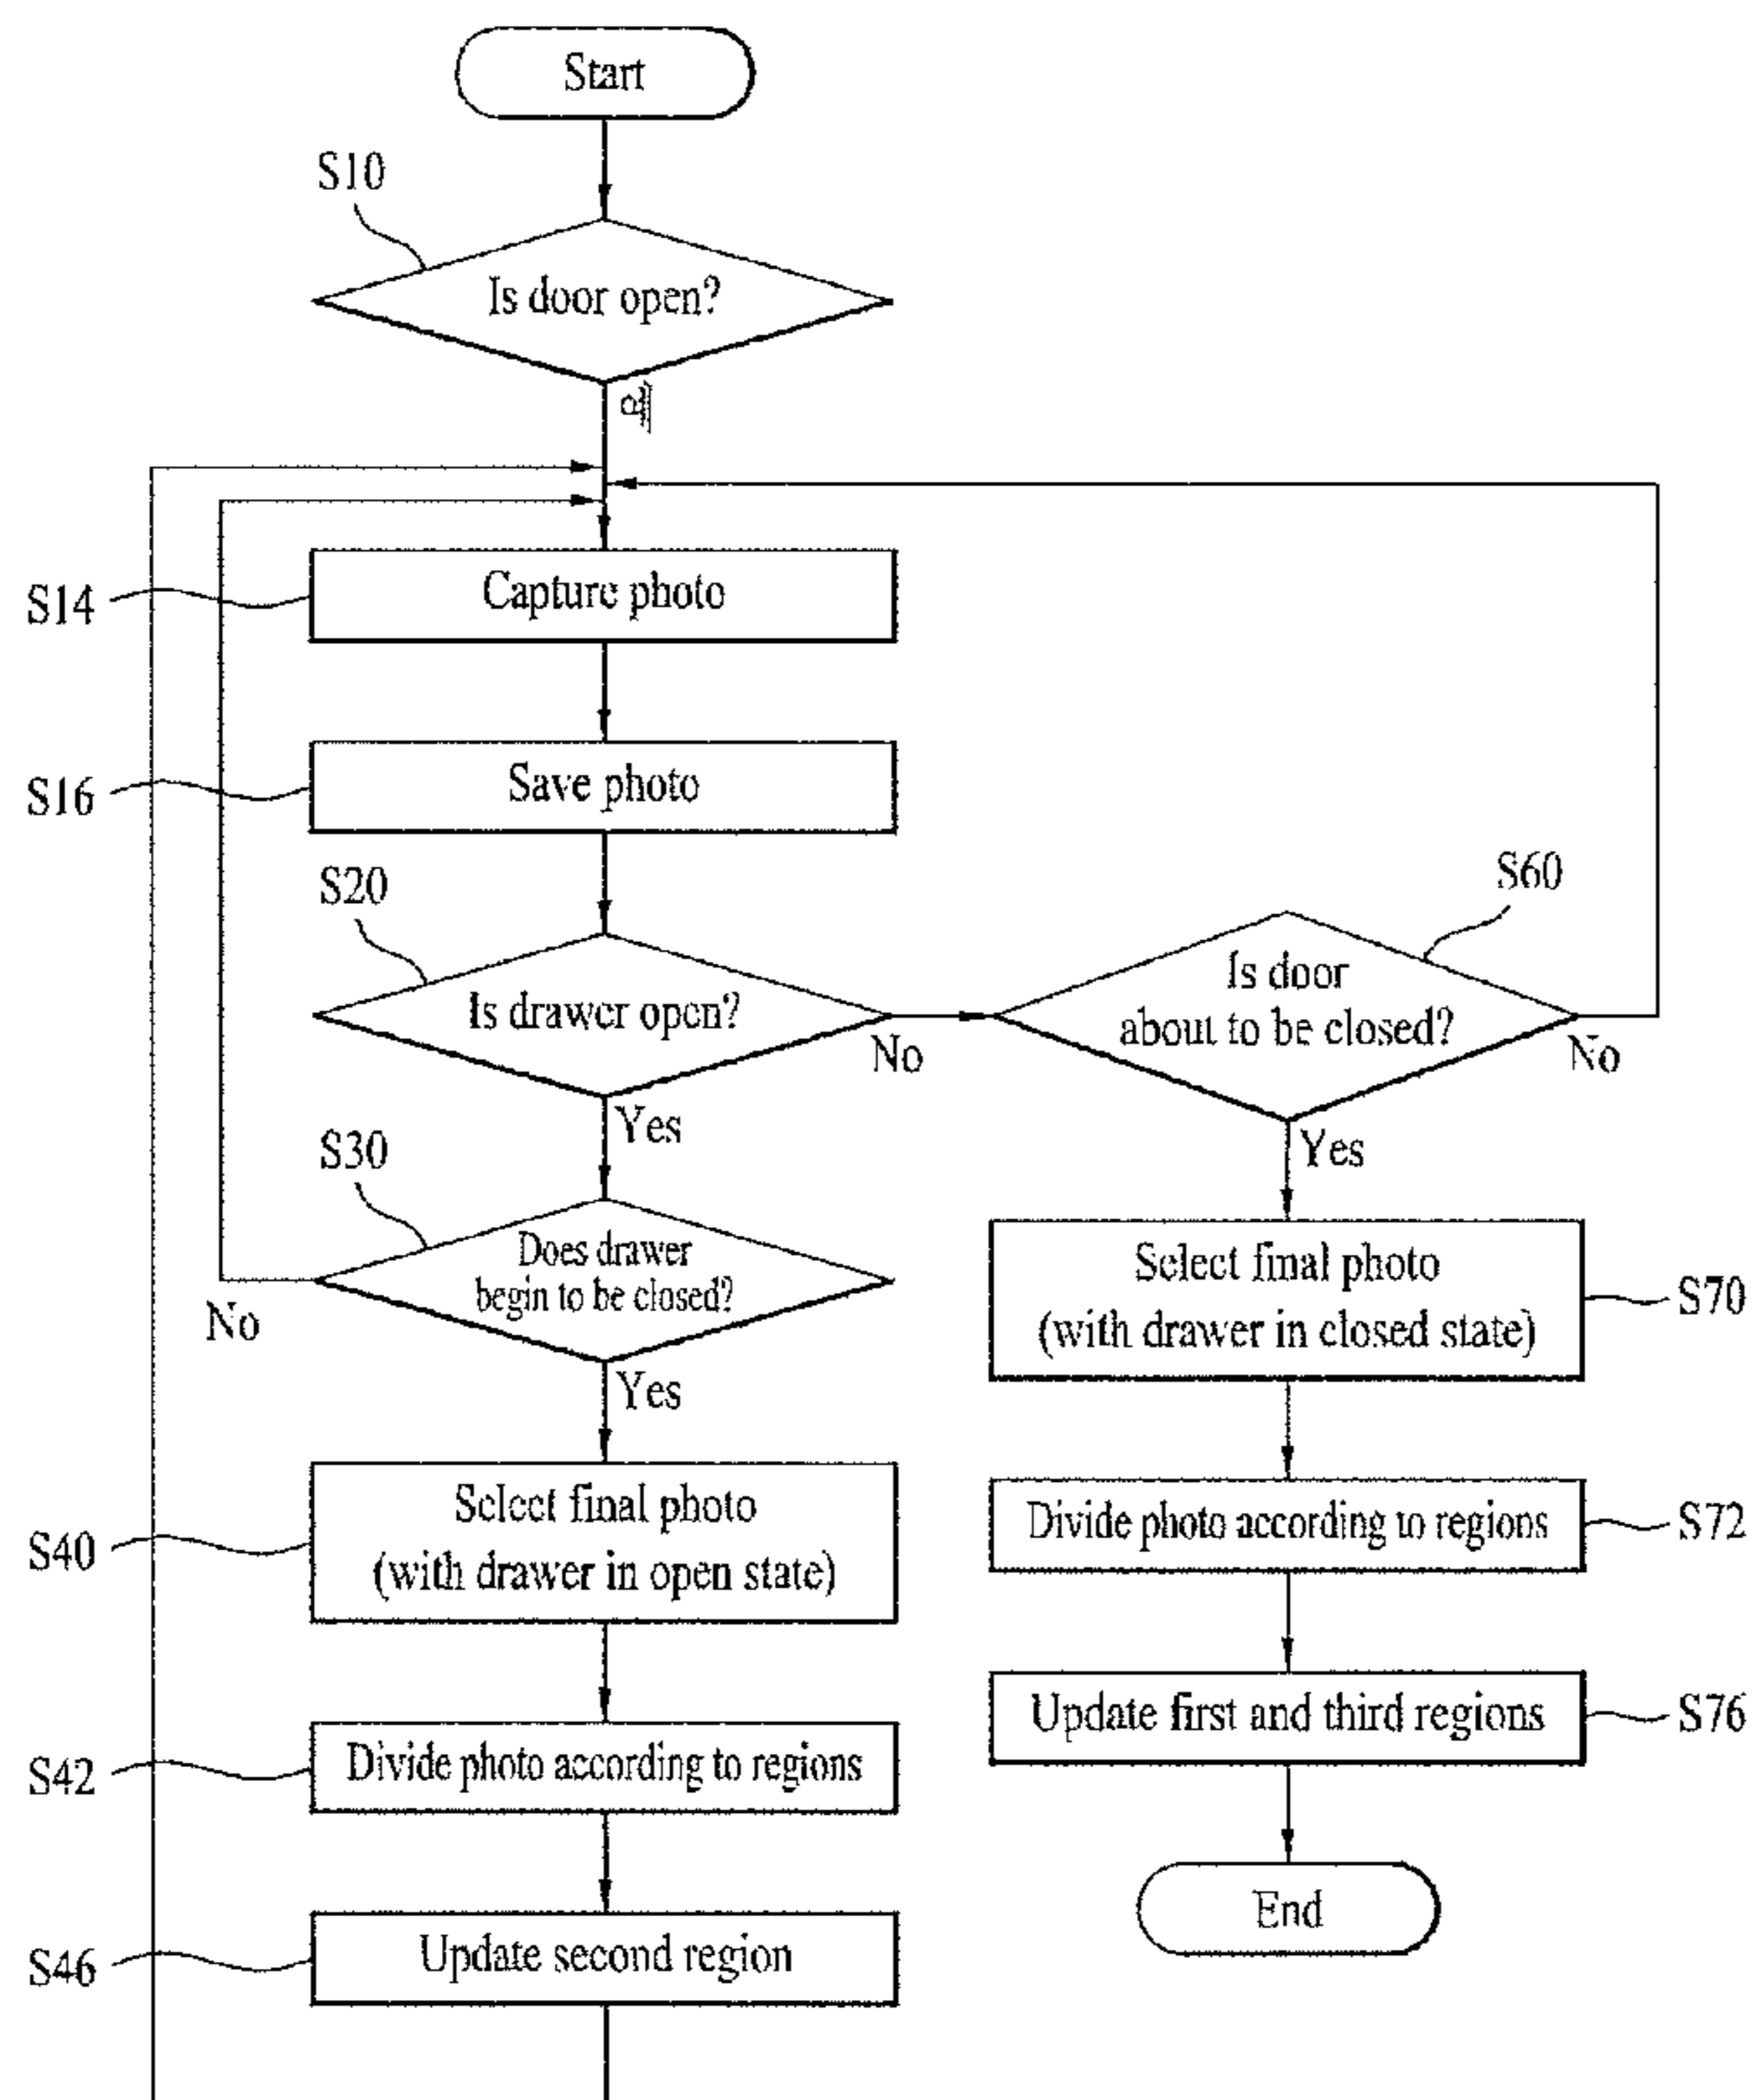 Start
S10
Is door open?
예
S14
Capture photo
S16
Save photo
S20
Is drawer open?
No
Yes
S60
Is door
about to be closed?
No
Yes
S30
Does drawer
begin to be closed?
No
Yes
S40
Select final photo
(with drawer in open state)
S42
Divide photo according to regions
S46
Update second region
Select final photo
(with drawer in closed state)
S70
Divide photo according to regions
S72
Update first and third regions
S76
End